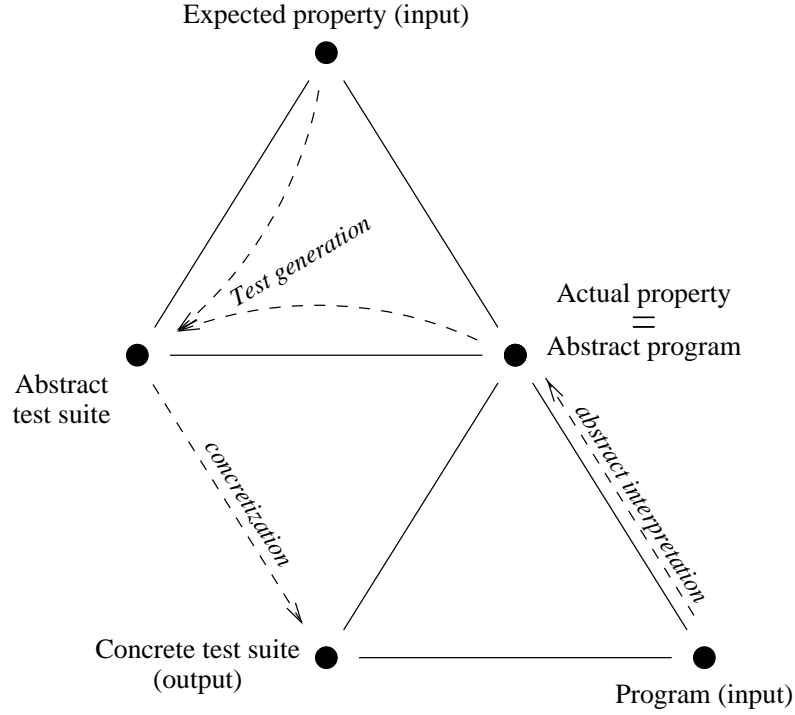 Expected property (input)
Test generation
Actual property
=
Abstract program
Abstract
test suite
concretization
abstract interpretation
Concrete test suite
(output)
Program (input)